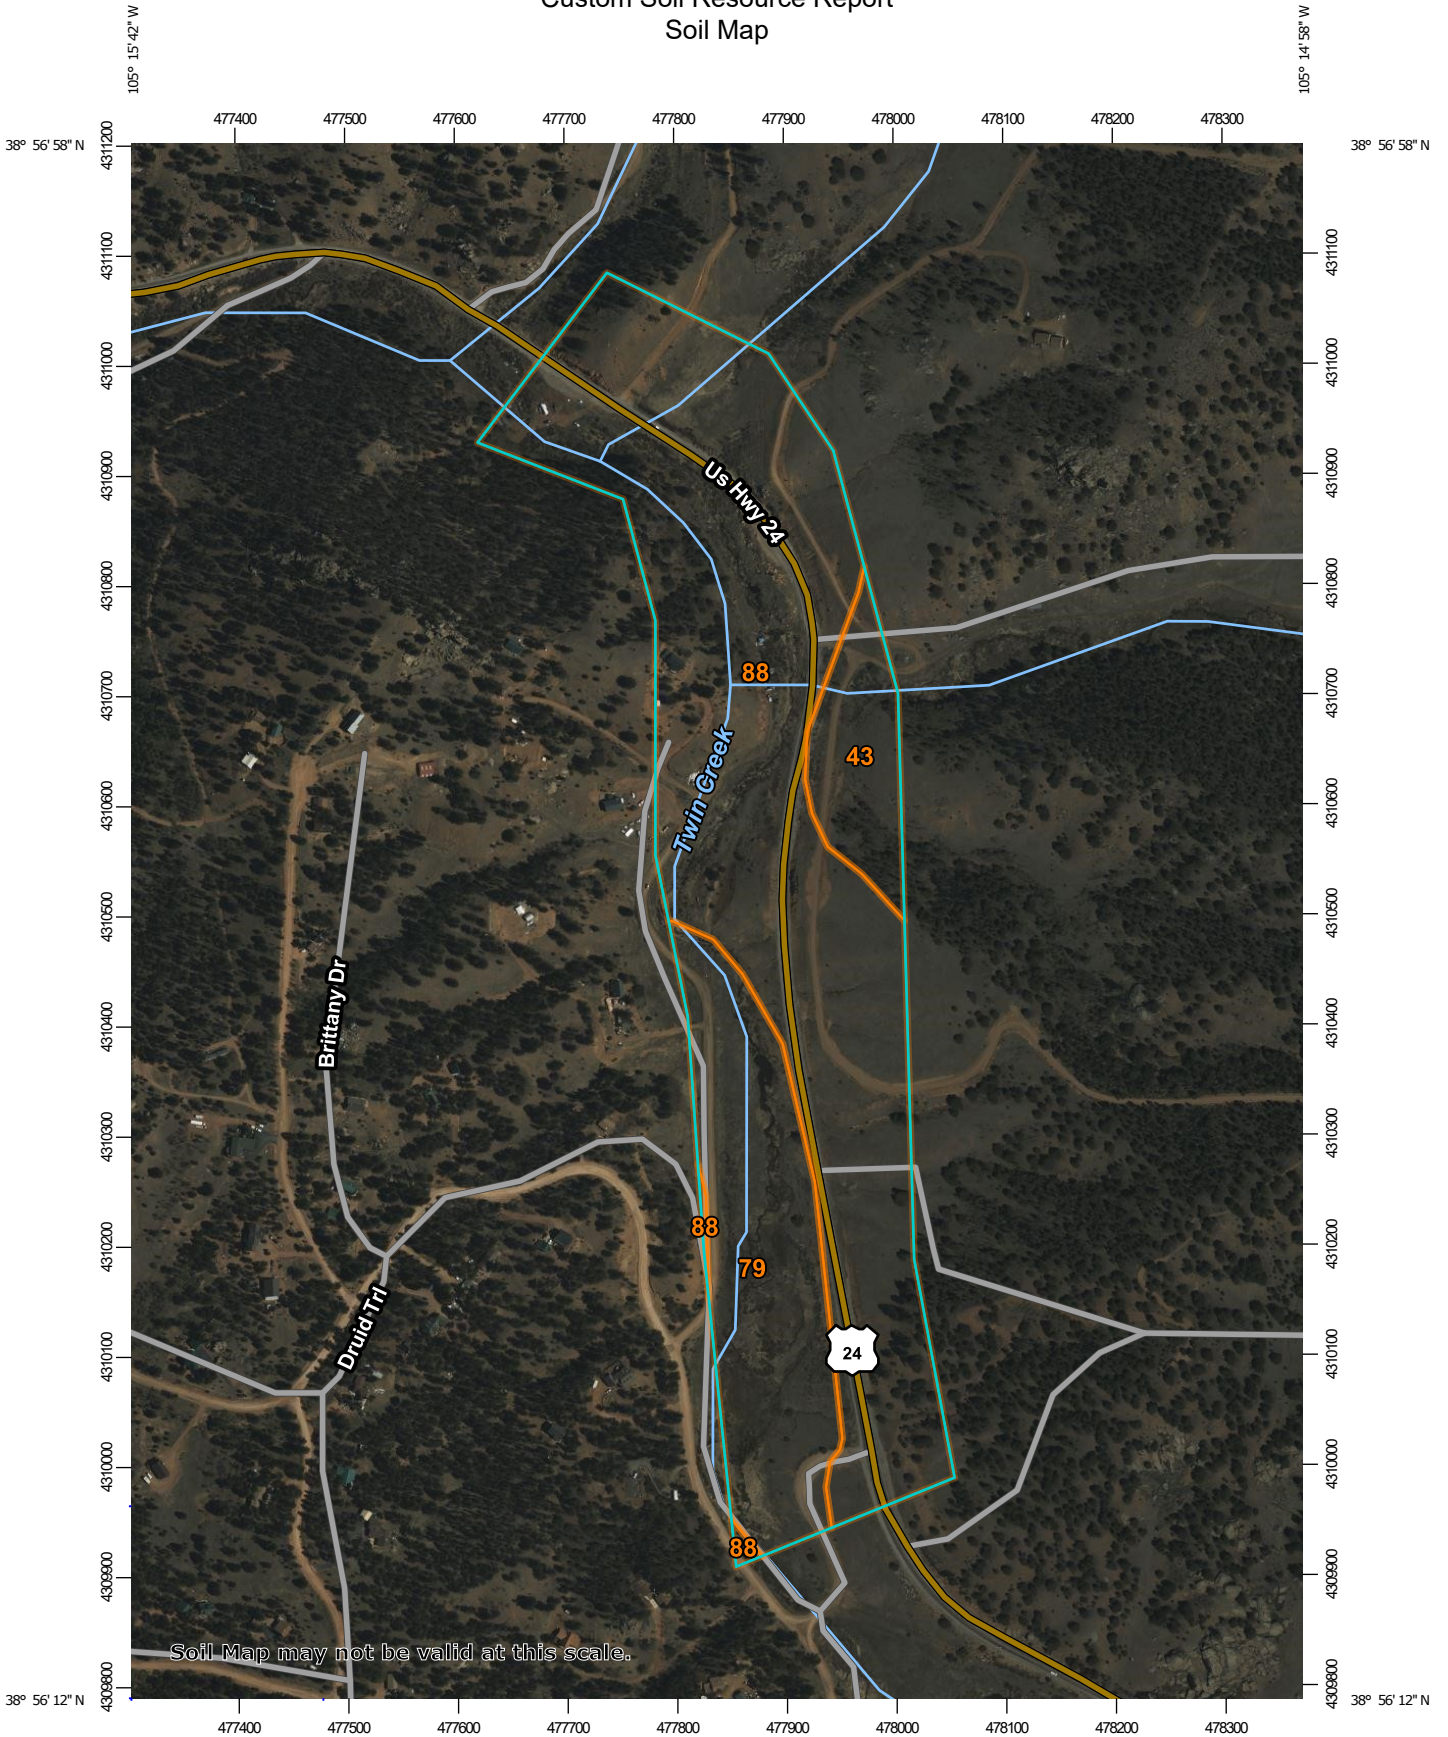 Custom Soil Resource Report
Soil Map
105° 15' 42" W
105° 14' 58" W
477400 477500 477600 477700 477800 477900 478000 478100 478200 478300
38° 56' 58" N
38° 56' 58" N
4311200
4311100
4311100
4311000
4311000
4310900
4310900
Us Hwy 24
4310800
4310800
88
4310700
4310700
43
Twin Creek
4310600
4310600
4310500
4310500
Brittany Dr
4310400
4310400
4310300
4310300
88
4310200
4310200
79
Druid Trl
24
4310100
4310100
4310000
4310000
88
4309900
4309900
Soil Map may not be valid at this scale.
4309800
4309800
38° 56' 12" N
38° 56' 12" N
477400 477500 477600 477700 477800 477900 478000 478100 478200 478300